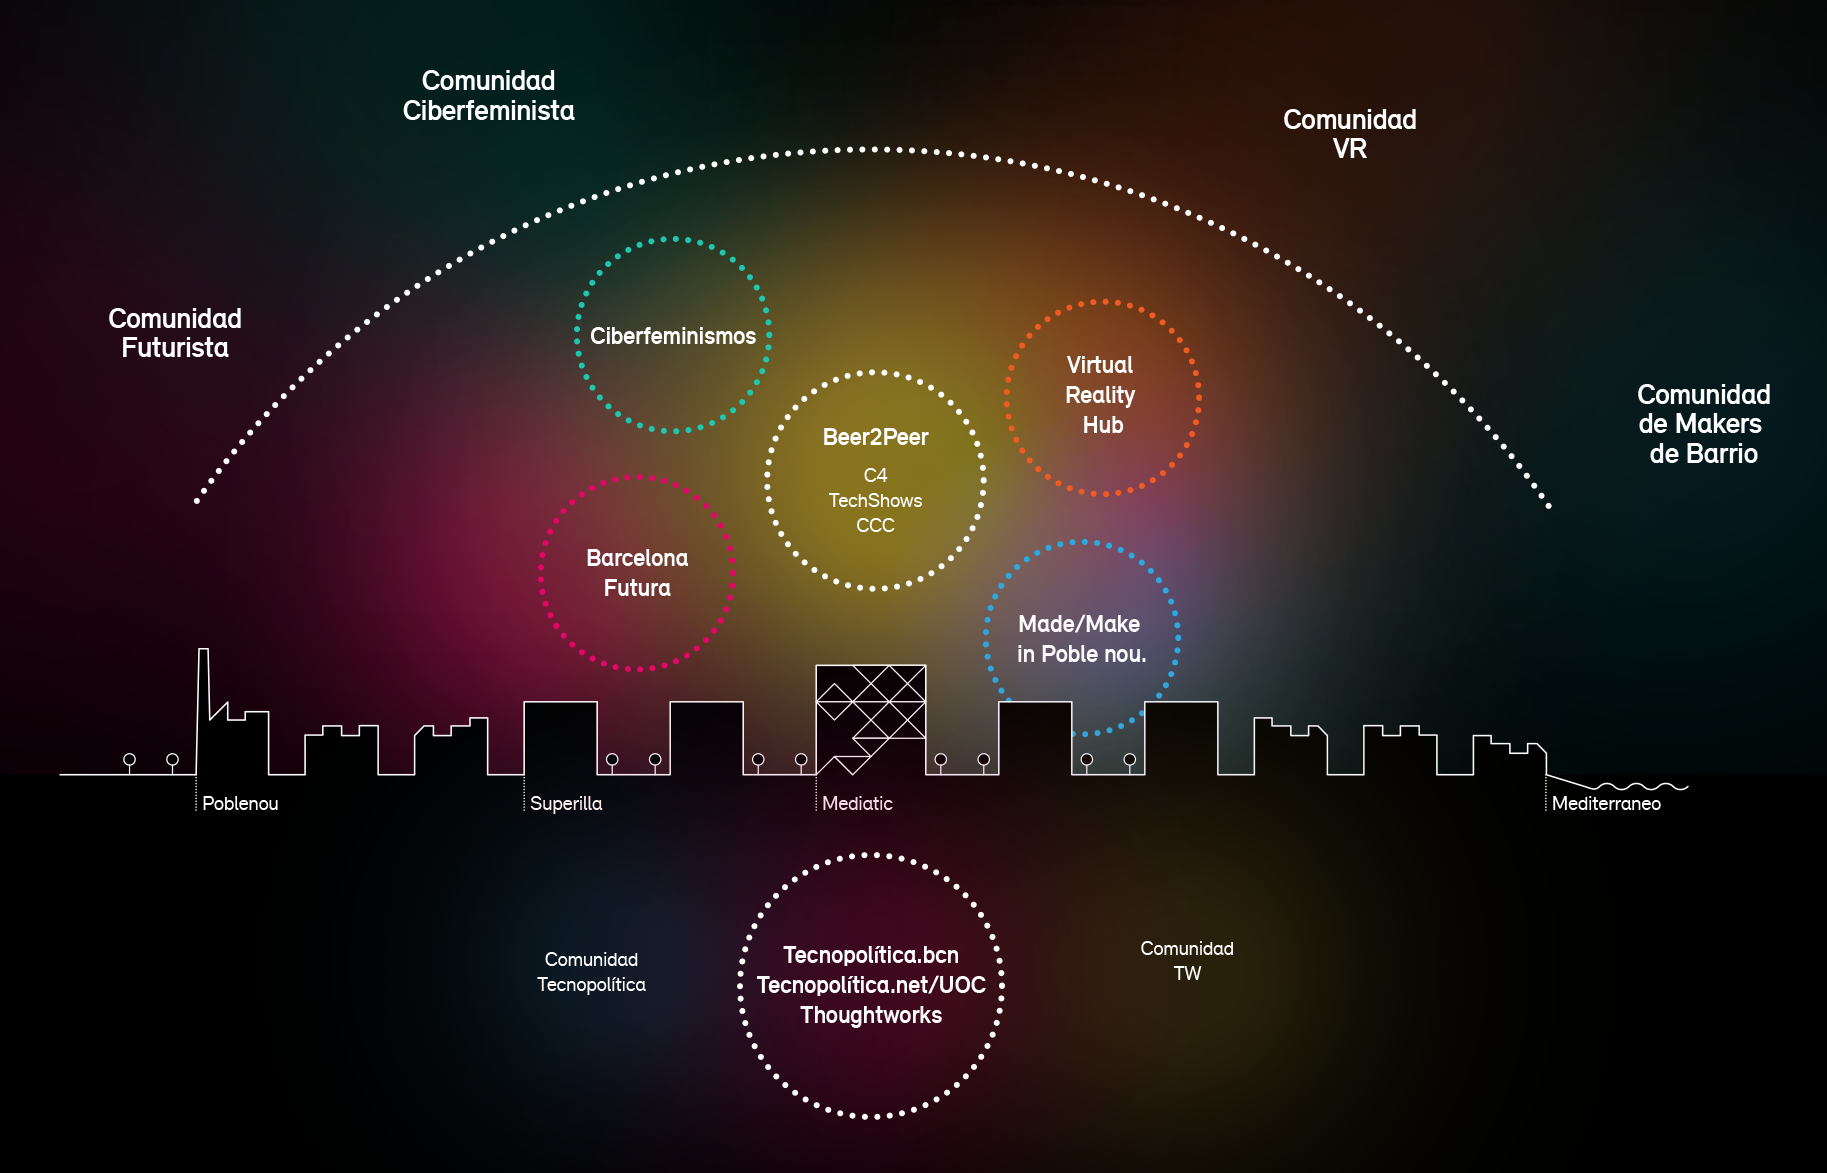 Comunidad
Ciberfeminista
Comunidad
VR
Comunidad
Futurista
Comunidad
de Makers
de Barrio
Ciberfeminismos
Virtual
Reality
Hub
Beer2Peer
C4
TechShows
CCC
Barcelona
Futura
Made/Make
in Poble nou.
Poblenou
Superilla
Mediatic
Mediterraneo
Comunidad
Tecnopolítica
Tecnopolítica.bcn
Tecnopolítica.net/UOC
Thoughtworks
Comunidad
TW